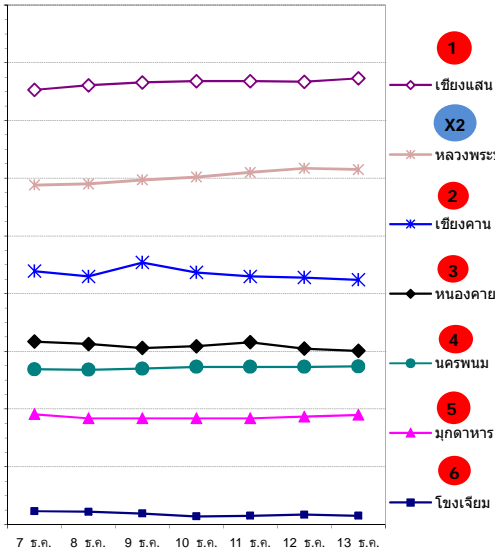 1
เชียงแสน
X2
หลวงพระ
2
เชียงคาน
3
หนองคาย
4
นครพนม
5
มุกดาหาร
6
โขงเจียม
7 ธ.ค. 8 ธ.ค. 9 ธ.ค. 10 ธ.ค. 11 ธ.ค. 12 ธ.ค. 13 ธ.ค.